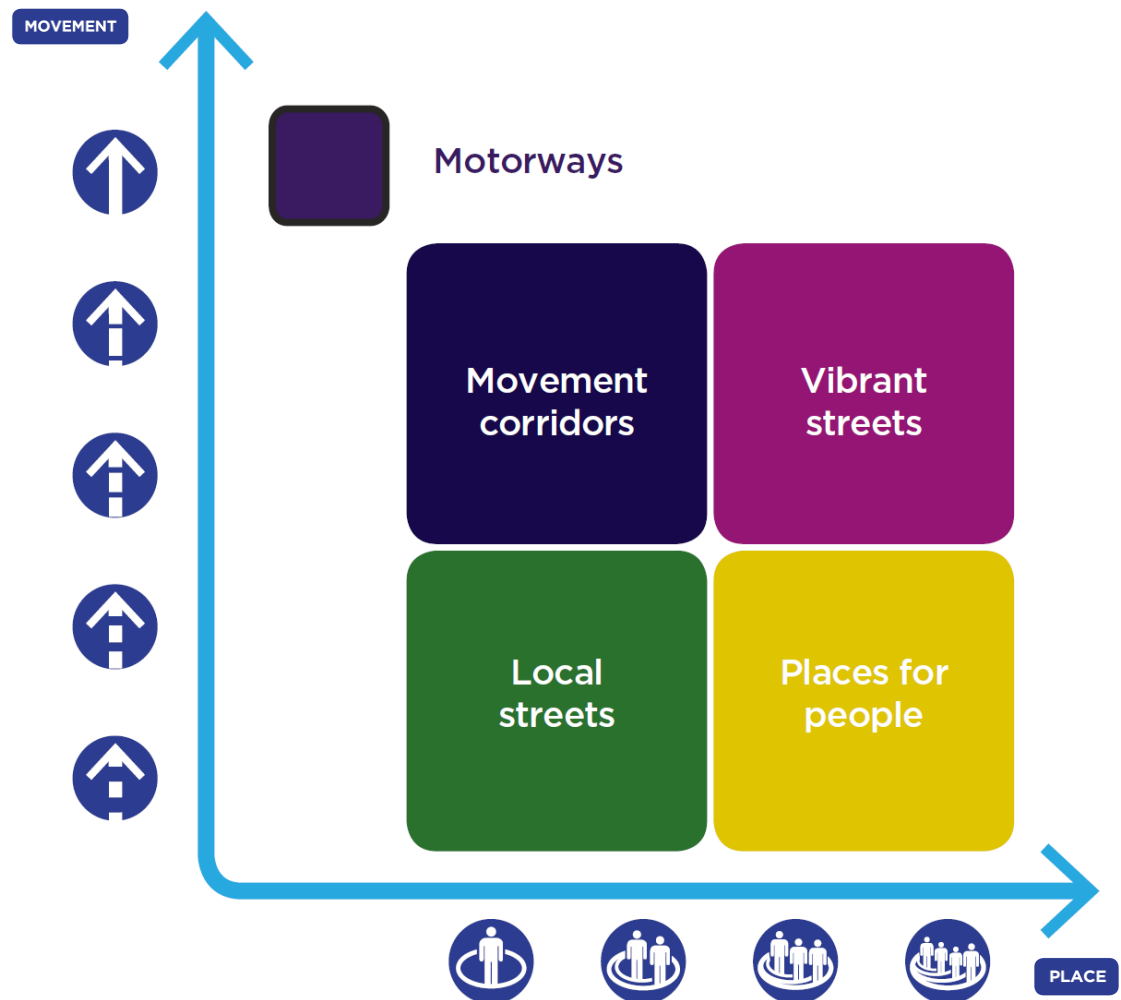 MOVEMENT
Motorways
Movement
corridors
Vibrant
streets
Local
streets
Places for
people
PLACE